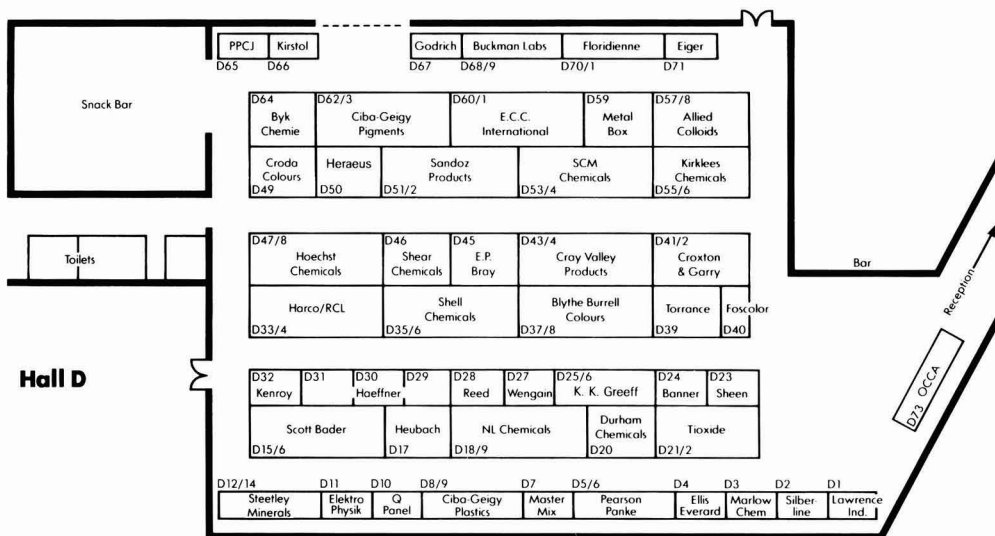 PPCJ Kirstol Godrich Buckman Labs Floridienne Eiger
D65 D66 D67 D68/9 D70/1 D71
Snack Bar
D64 D62/3 D60/1 D59 D57/8
Byk Ciba-Geigy E.C.C. Metal Allied
Chemie Pigments International Box Colloids
Croda Heraeus Sandoz SCM Kirklees
Colours Products Chemicals Chemicals
D49 D50 D51/2 D53/4 D55/6
Toilets
D47/8 D46 D45 D43/4 D41/2
Hoechst Shear E.P. Cray Valley Croxton
Chemicals Chemicals Bray Products & Garry
Bar
Reception
Harco/RCL Shell Blythe Burrell Torrance Foscolor
Chemicals Colours
D33/4 D35/6 D37/8 D39 D40
Hall D
D32 D31 D30 D29 D28 D27 D25/6 D24 D23
Kenroy Haeffner Reed Wengain K. K. Greeff Banner Sheen
D73 OCCA
Scott Bader Heubach NL Chemicals Durham Tioxide
Chemicals
D15/6 D17 D18/9 D20 D21/2
D12/14 D11 D10 D8/9 D7 D5/6 D4 D3 D2 D1
Steetley Elektro Q Ciba-Geigy Master Pearson Ellis Marlow Silber- Lawrence
Minerals Physik Panel Plastics Mix Panke Everard Chem line Ind.